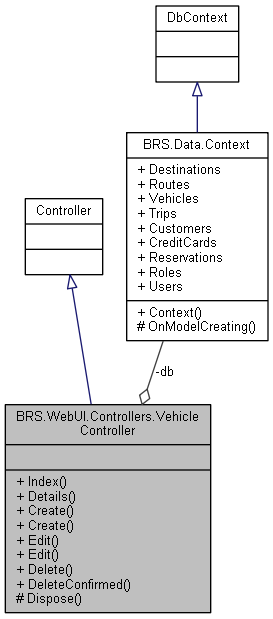 DbContext
BRS.Data.Context
+ Destinations
+ Routes
+ Vehicles
+ Trips
+ Customers
+ CreditCards
+ Reservations
+ Roles
+ Users
+ Context()
# OnModelCreating()
Controller
-db
BRS.WebUI.Controllers.Vehicle
Controller
+ Index()
+ Details()
+ Create()
+ Create()
+ Edit()
+ Edit()
+ Delete()
+ DeleteConfirmed()
# Dispose()